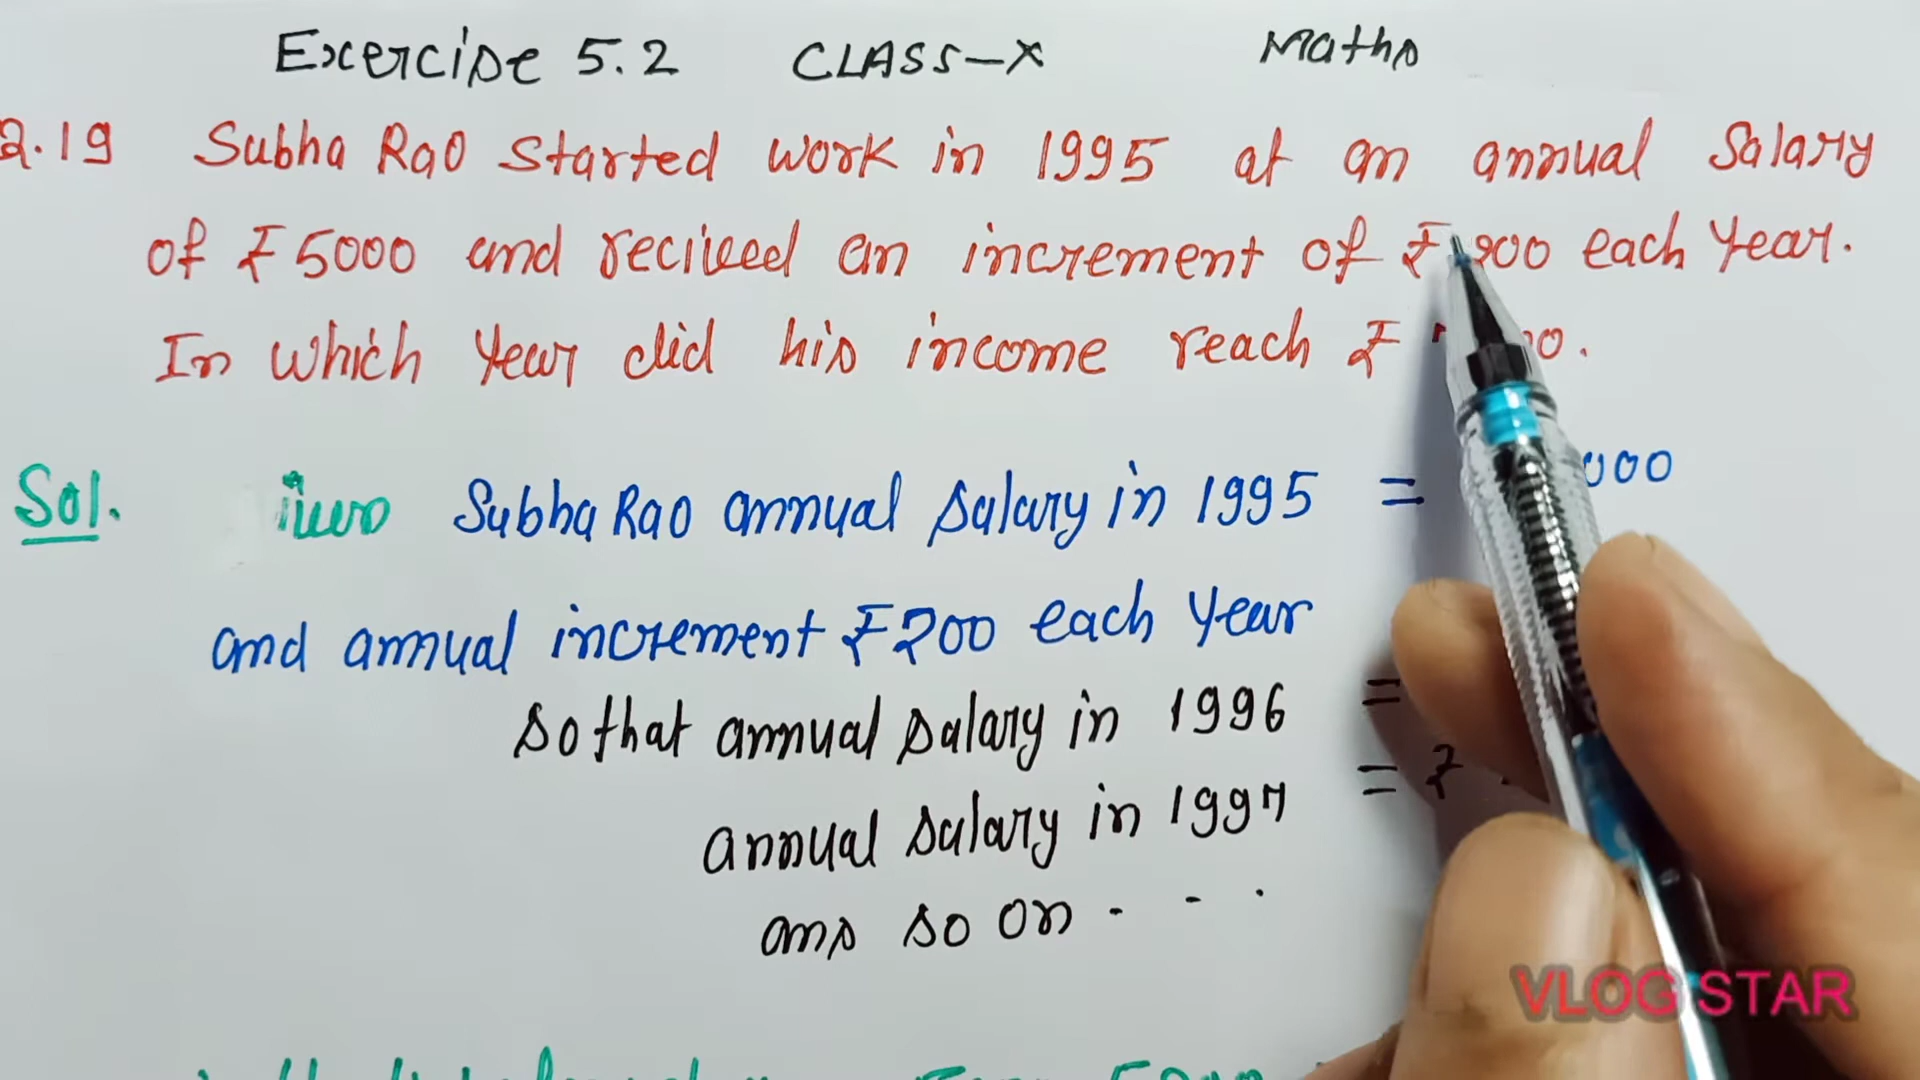 Exercise 5.2 CLASS-X Maths
Q.19 Subha Rao started work in 1995 at an annual salary
of ₹5000 and recived an increment of ₹200 each year.
In which year did his income reach ₹
Sol. Subha Rao annual salary in 1995 = 000
and annual increment ₹200 each year
so that annual salary in 1996 =
annual salary in 1997 = ₹
ans so on - - .
VLOG STAR